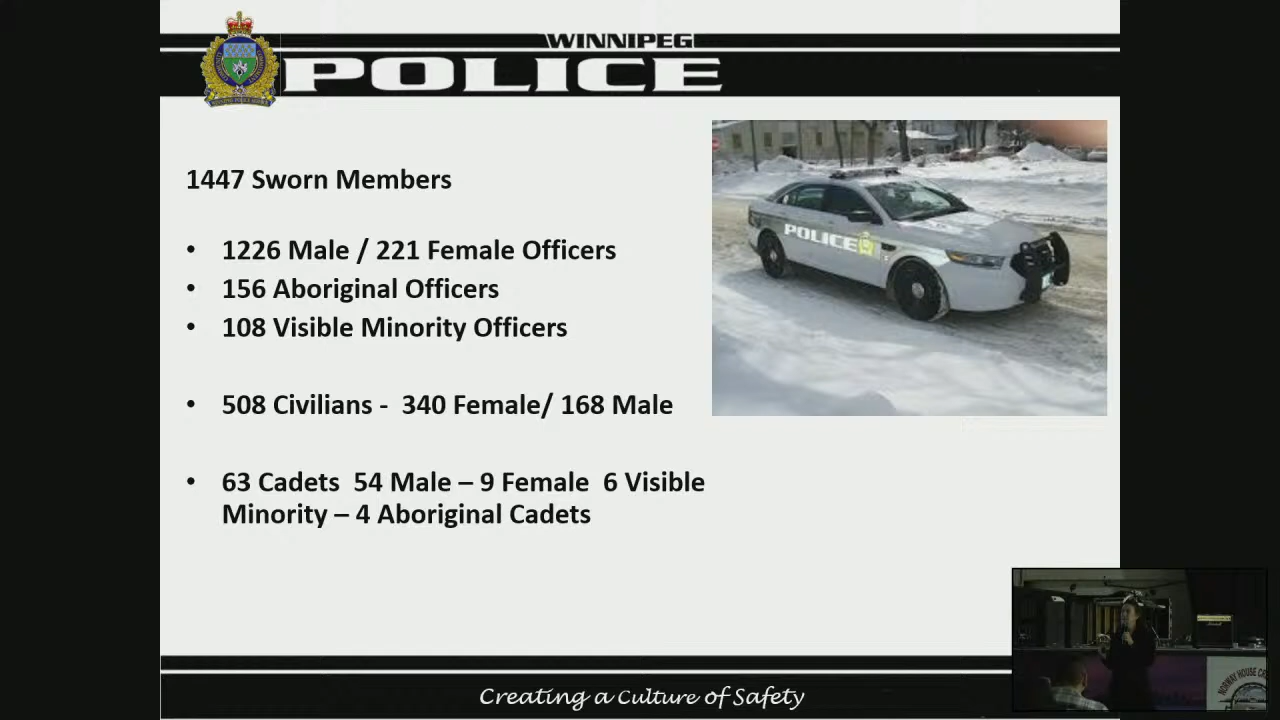 WINNIPEG
POLICE
1447 Sworn Members
• 1226 Male / 221 Female Officers
• 156 Aboriginal Officers
• 108 Visible Minority Officers
POLICE
• 508 Civilians - 340 Female/ 168 Male
• 63 Cadets 54 Male – 9 Female 6 Visible
Minority – 4 Aboriginal Cadets
Creating a Culture of Safety
NORWAY HOUSE